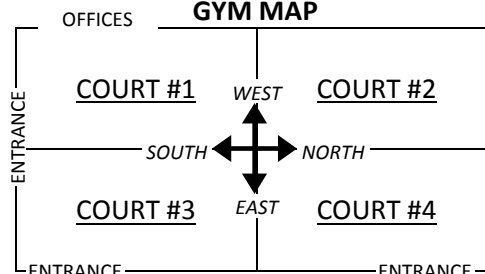 GYM MAP
OFFICES
COURT #1
WEST
COURT #2
ENTRANCE
SOUTH
NORTH
COURT #3
EAST
COURT #4
ENTRANCE
ENTRANCE